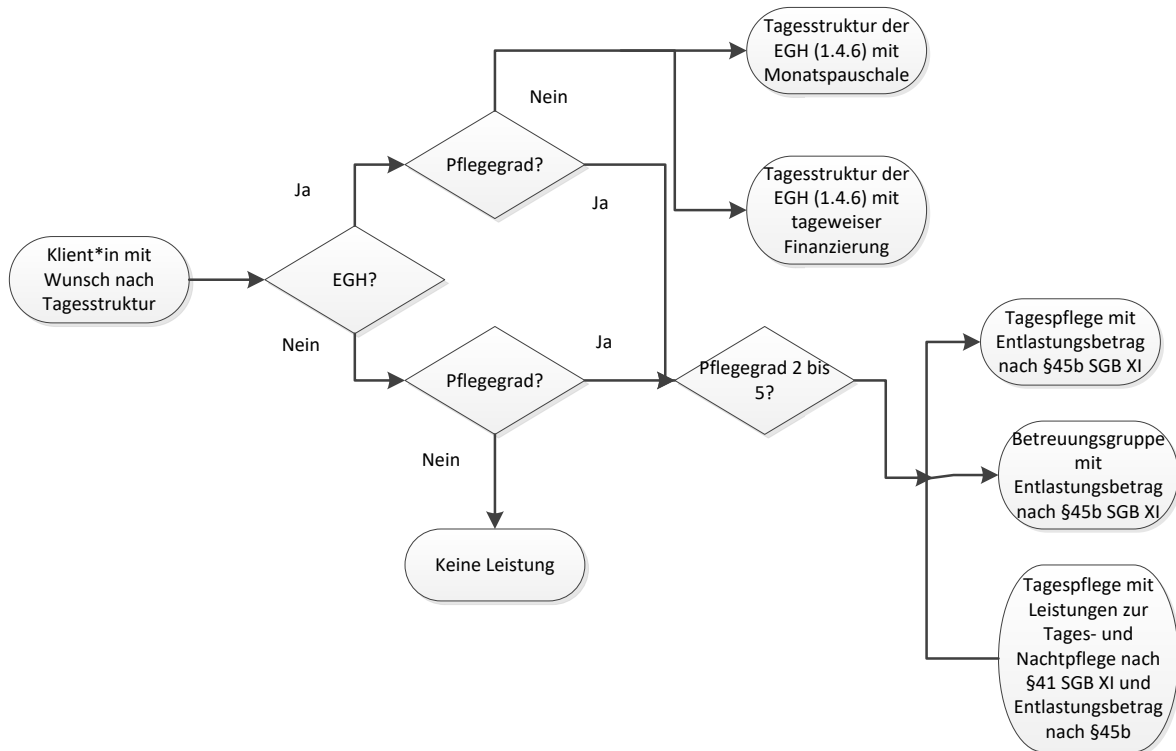 Tagesstruktur der
EGH (1.4.6) mit
Monatspauschale
Nein
Pflegegrad?
Tagesstruktur der
EGH (1.4.6) mit
tageweiser
Finanzierung
Ja
Ja
Klient*in mit
Wunsch nach
Tagesstruktur
EGH?
Nein
Ja
Pflegegrad?
Pflegegrad 2 bis
5?
Tagespflege mit
Entlastungsbetrag
nach §45b SGB XI
Nein
Betreuungsgruppe
mit
Entlastungsbetrag
nach §45b SGB XI
Keine Leistung
Tagespflege mit
Leistungen zur
Tages- und
Nachtpflege nach
§41 SGB XI und
Entlastungsbetrag
nach §45b